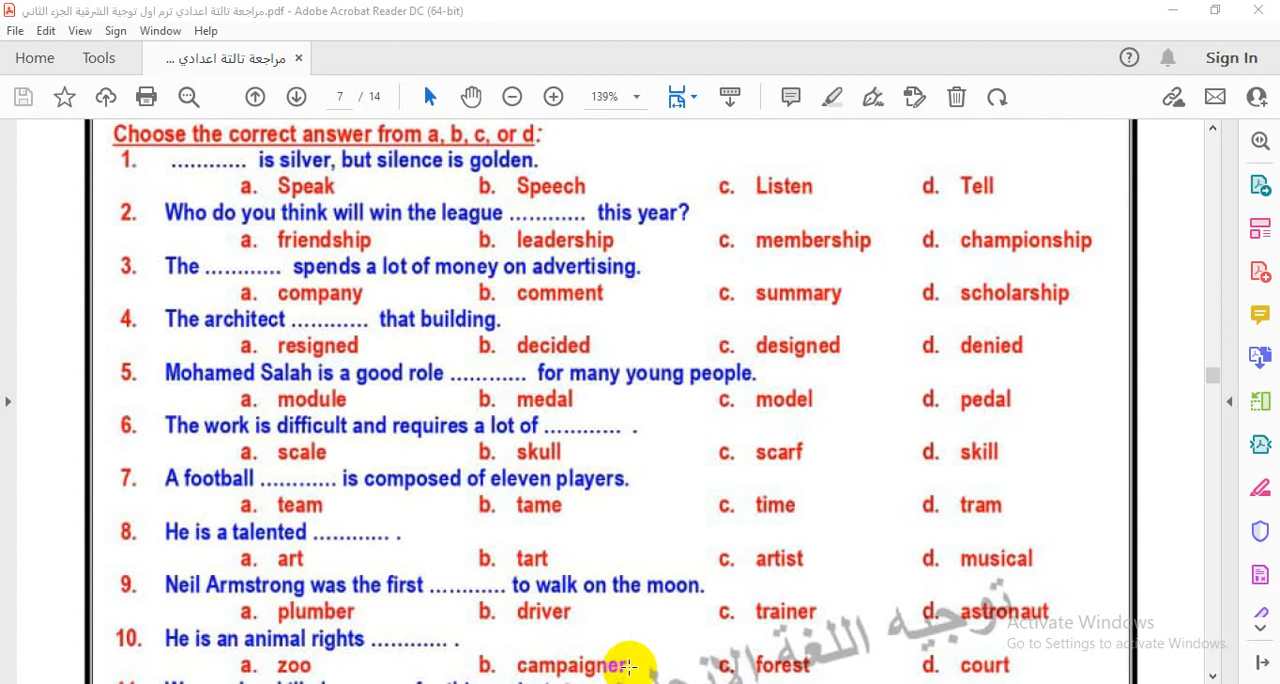 مراجعة تالتة اعدادي ترم اول توجية الشرقية الجزء الثاني.pdf - Adobe Acrobat Reader DC (64-bit)
File Edit View Sign Window Help
Home Tools مراجعة تالتة اعدادي ... × Sign In
7 / 14 139%
Choose the correct answer from a, b, c, or d:
1. ............ is silver, but silence is golden.
a. Speak b. Speech c. Listen d. Tell
2. Who do you think will win the league ............ this year?
a. friendship b. leadership c. membership d. championship
3. The ............ spends a lot of money on advertising.
a. company b. comment c. summary d. scholarship
4. The architect ............ that building.
a. resigned b. decided c. designed d. denied
5. Mohamed Salah is a good role ............ for many young people.
a. module b. medal c. model d. pedal
6. The work is difficult and requires a lot of ............ .
a. scale b. skull c. scarf d. skill
7. A football ............ is composed of eleven players.
a. team b. tame c. time d. tram
8. He is a talented ............ .
a. art b. tart c. artist d. musical
9. Neil Armstrong was the first ............ to walk on the moon.
a. plumber b. driver c. trainer d. astronaut
10. He is an animal rights ............ .
a. zoo b. campaigner c. forest d. court
توجيه اللغة
Activate Windows
Go to Settings to activate Windows.